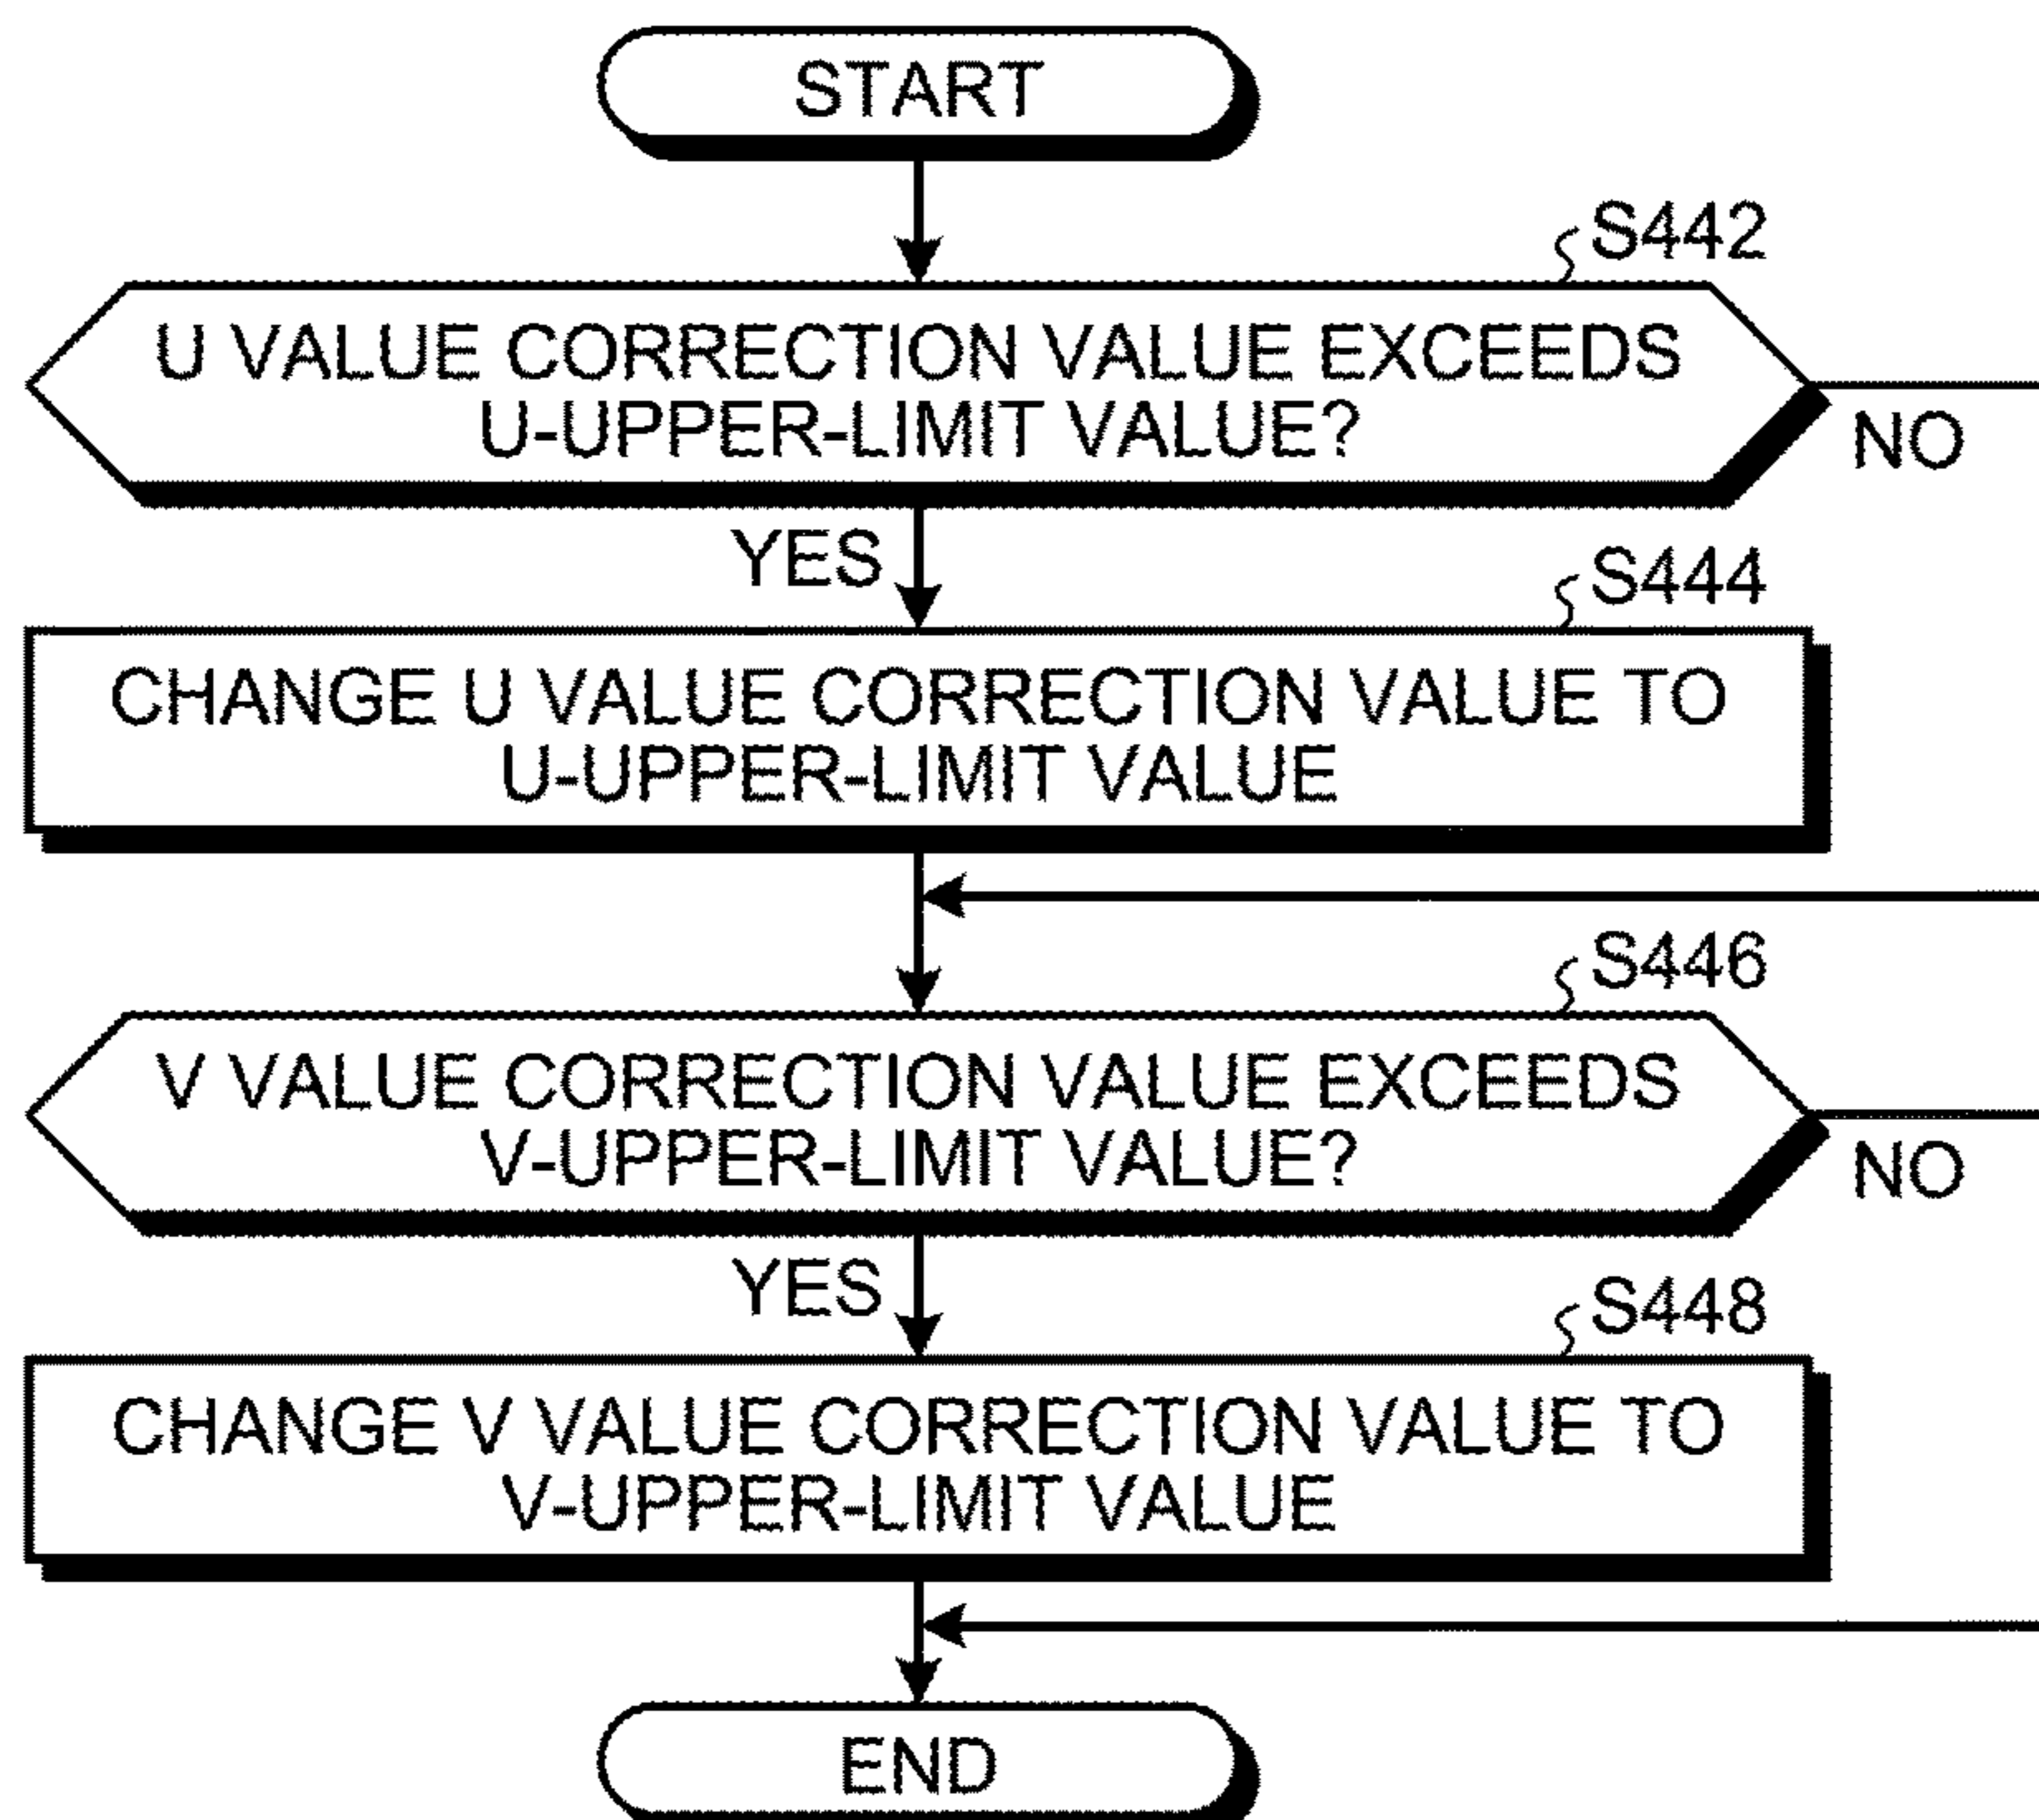 START
S442
U VALUE CORRECTION VALUE EXCEEDS
U-UPPER-LIMIT VALUE?
NO
YES
S444
CHANGE U VALUE CORRECTION VALUE TO
U-UPPER-LIMIT VALUE
S446
V VALUE CORRECTION VALUE EXCEEDS
V-UPPER-LIMIT VALUE?
NO
YES
S448
CHANGE V VALUE CORRECTION VALUE TO
V-UPPER-LIMIT VALUE
END